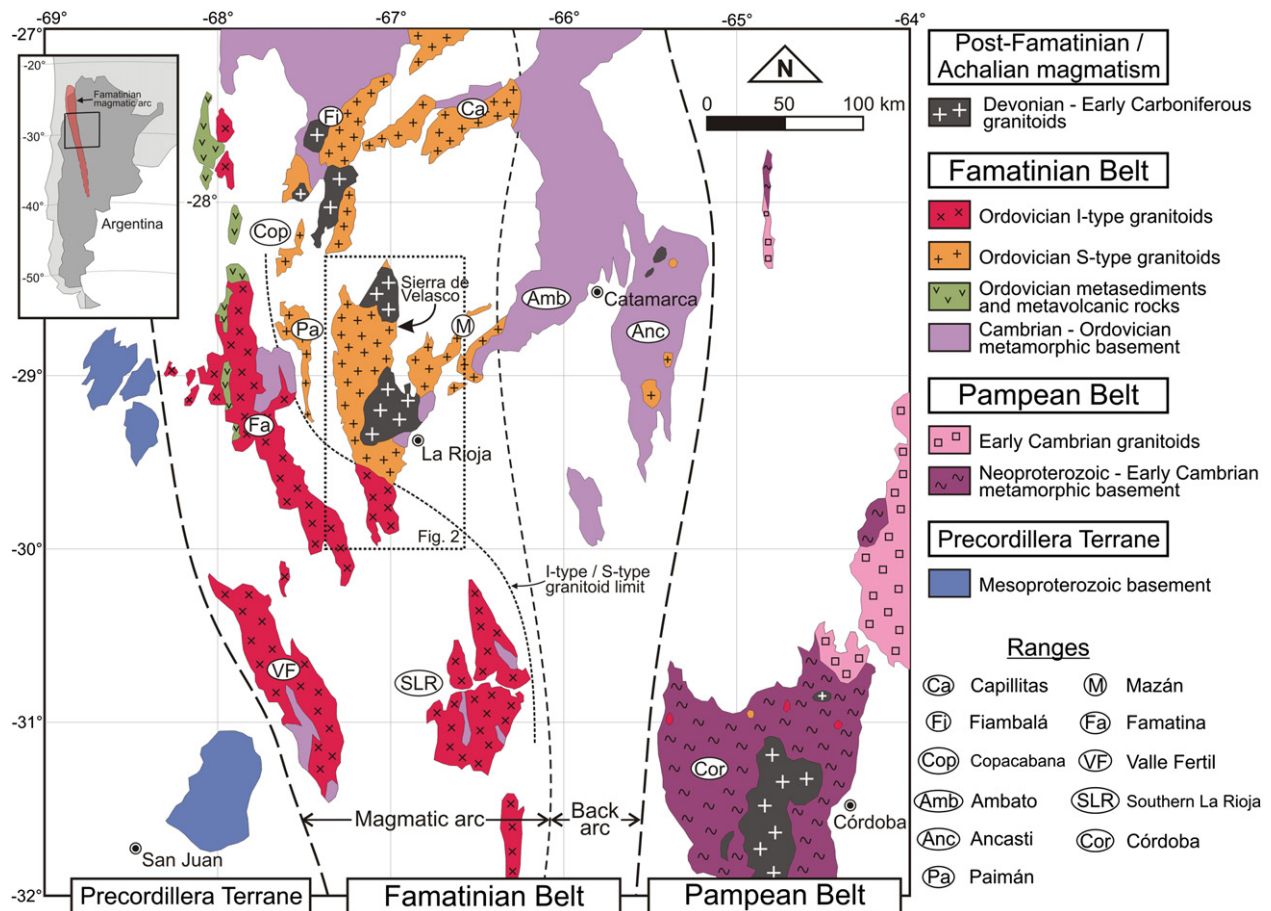 -69 -68 -67 -66 -65 -64
-27°
-28°
-29°
-30°
-31°
-32°
Famatinian
magmatic arc
-20°
-30°
-40°
-50°
Argentina
N
0 50 100 km
Fi
Ca
Cop
Sierra de
Velasco
Pa
M
Amb
Catamarca
Anc
Fa
La Rioja
Fig. 2
I-type / S-type
granitoid limit
VF
SLR
Cor
Córdoba
San Juan
Magmatic arc
Back
arc
Precordillera Terrane
Famatinian Belt
Pampean Belt
Post-Famatinian /
Achalian magmatism
Devonian - Early Carboniferous
granitoids
Famatinian Belt
Ordovician I-type granitoids
Ordovician S-type granitoids
Ordovician metasediments
and metavolcanic rocks
Cambrian - Ordovician
metamorphic basement
Pampean Belt
Early Cambrian granitoids
Neoproterozoic - Early Cambrian
metamorphic basement
Precordillera Terrane
Mesoproterozoic basement
Ranges
Ca Capillitas
Fi Fiambalá
Cop Copacabana
Amb Ambato
Anc Ancasti
Pa Paimán
M Mazán
Fa Famatina
VF Valle Fertil
SLR Southern La Rioja
Cor Córdoba